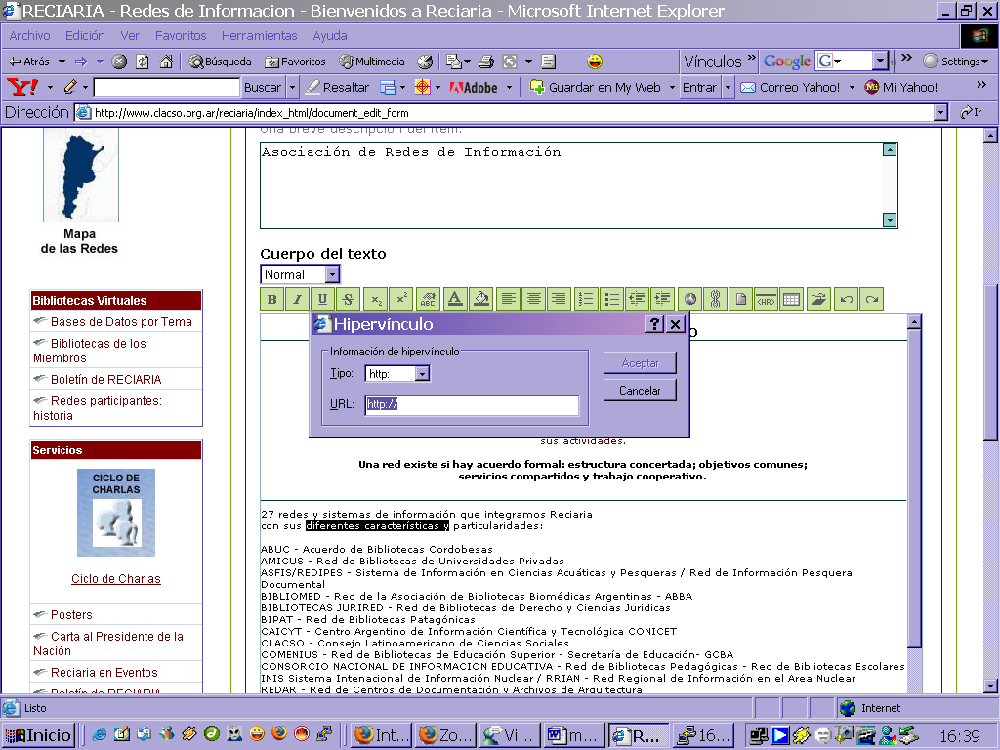 RECIARIA - Redes de Informacion - Bienvenidos a Reciaria - Microsoft Internet Explorer
Archivo Edición Ver Favoritos Herramientas Ayuda
Atrás Búsqueda Favoritos Multimedia Vínculos » Google G Settings
Y! Buscar Resaltar Adobe Guardar en My Web Entrar Correo Yahoo! Mi Yahoo! »
Dirección http://www.clacso.org.ar/reciaria/index_html/document_edit_form Ir
Mapa
de las Redes
Bibliotecas Virtuales
Bases de Datos por Tema
Bibliotecas de los
Miembros
Boletín de RECIARIA
Redes participantes:
historia
Servicios
CICLO DE
CHARLAS
Ciclo de Charlas
Posters
Carta al Presidente de la
Nación
Reciaria en Eventos
Boletín de RECIARIA
Una breve descripción del ítem.
Asociación de Redes de Información
Cuerpo del texto
Normal
B I U S x₂ x² ABC A <HR>
Hipervínculo
Información de hipervínculo
Tipo: http:
URL: http://
Aceptar
Cancelar
sus actividades.
Una red existe si hay acuerdo formal: estructura concertada; objetivos comunes;
servicios compartidos y trabajo cooperativo.
27 redes y sistemas de información que integramos Reciaria
con sus diferentes características y particularidades:
ABUC - Acuerdo de Bibliotecas Cordobesas
AMICUS - Red de Bibliotecas de Universidades Privadas
ASFIS/REDIPES - Sistema de Información en Ciencias Acuáticas y Pesqueras / Red de Información Pesquera
Documental
BIBLIOMED - Red de la Asociación de Bibliotecas Biomédicas Argentinas - ABBA
BIBLIOTECAS JURIRED - Red de Bibliotecas de Derecho y Ciencias Jurídicas
BIPAT - Red de Bibliotecas Patagónicas
CAICYT - Centro Argentino de Información Científica y Tecnológica CONICET
CLACSO - Consejo Latinoamericano de Ciencias Sociales
COMENIUS - Red de Bibliotecas de Educación Superior - Secretaría de Educación- GCBA
CONSORCIO NACIONAL DE INFORMACION EDUCATIVA - Red de Bibliotecas Pedagógicas - Red de Bibliotecas Escolares
INIS Sistema Intenacional de Información Nuclear / RRIAN - Red Regional de Información en el Area Nuclear
REDAR - Red de Centros de Documentación y Archivos de Arquitectura
Listo Internet
Inicio Int... Zo... Vi... m... R... 16... 16:39